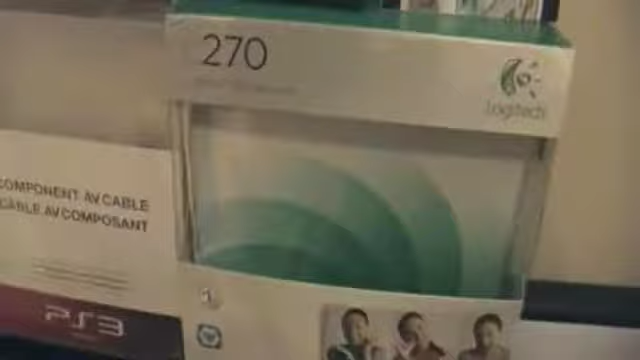 270
Logitech
COMPONENT AV CABLE
CABLE AV COMPOSANT
PS3